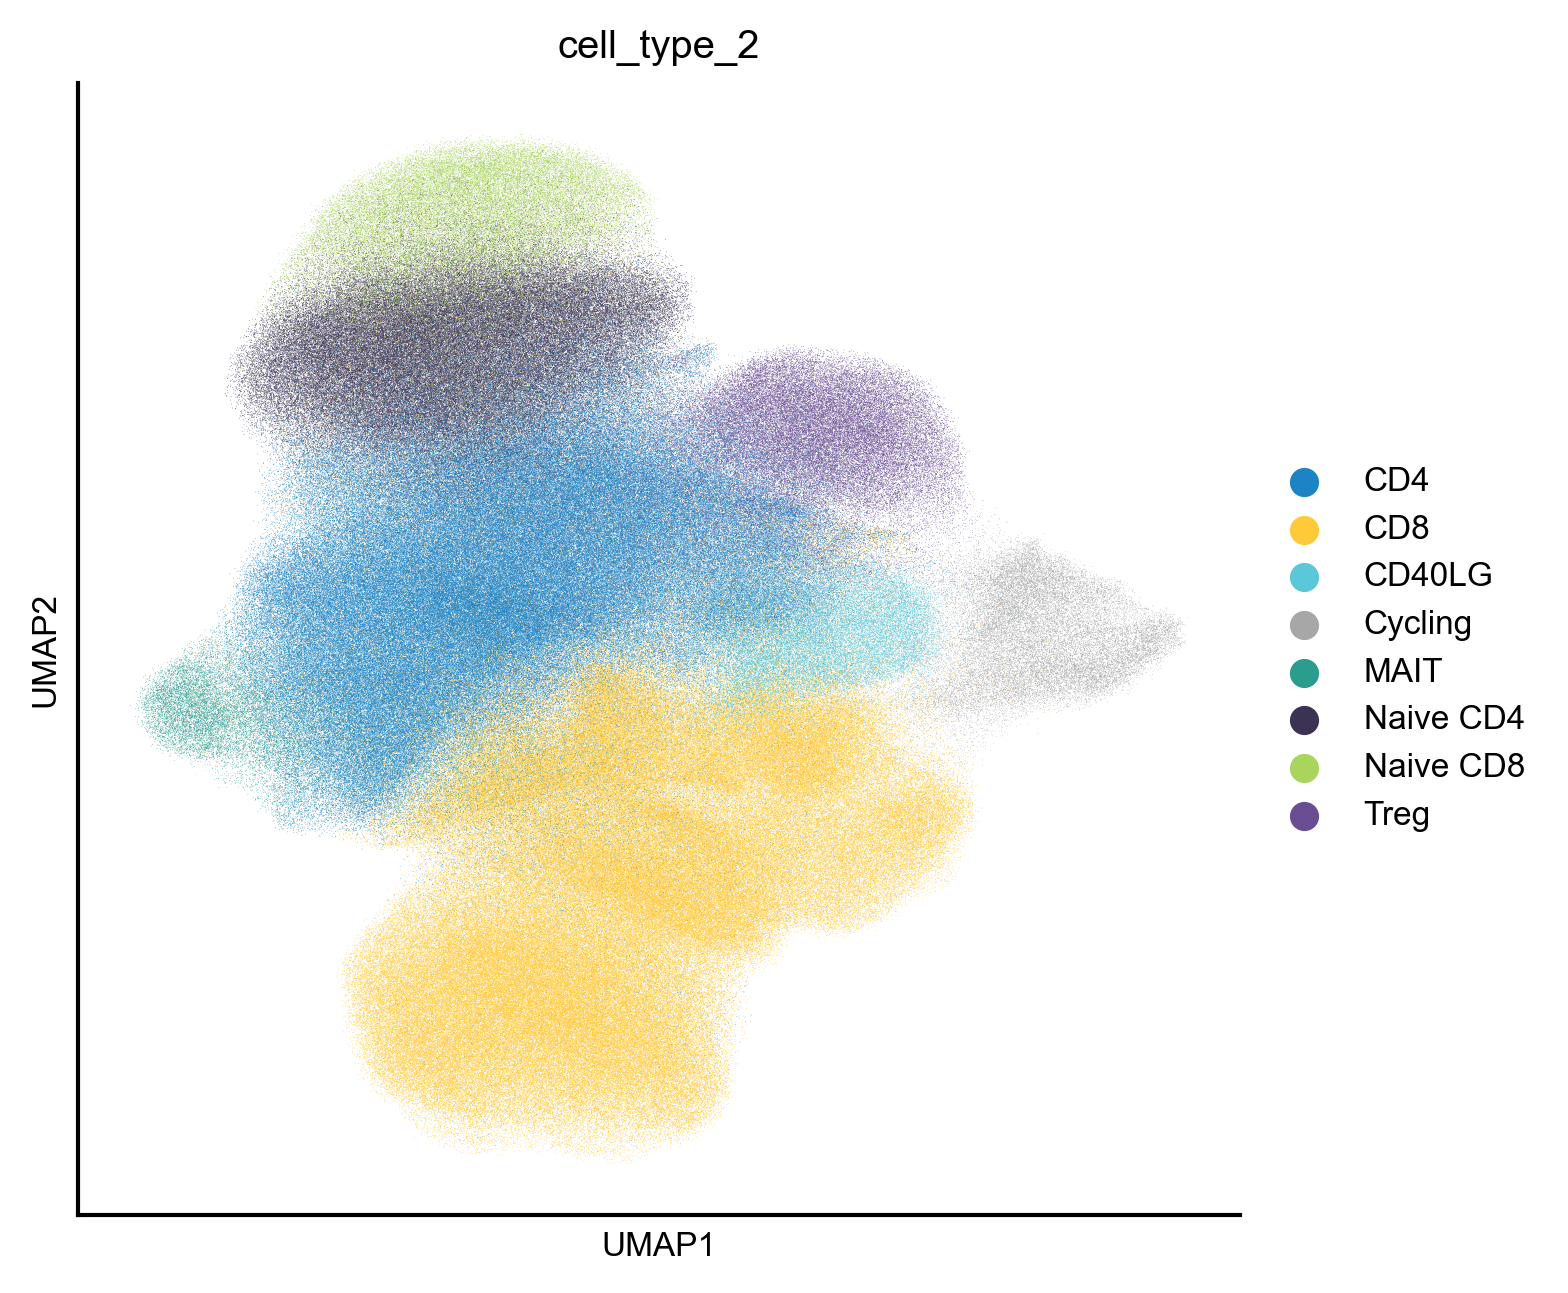 cell_type_2
UMAP2
UMAP1
CD4
CD8
CD40LG
Cycling
MAIT
Naive CD4
Naive CD8
Treg